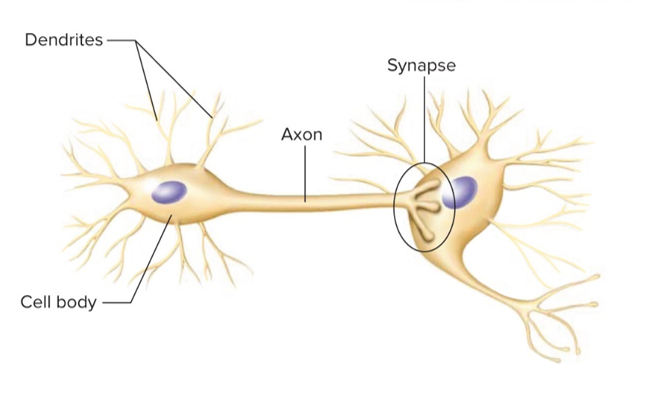 Dendrites
Synapse
Axon
Cell body